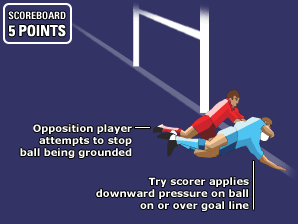 SCOREBOARD
5 POINTS
Opposition player
attempts to stop
ball being grounded
Try scorer applies
downward pressure on ball
on or over goal line